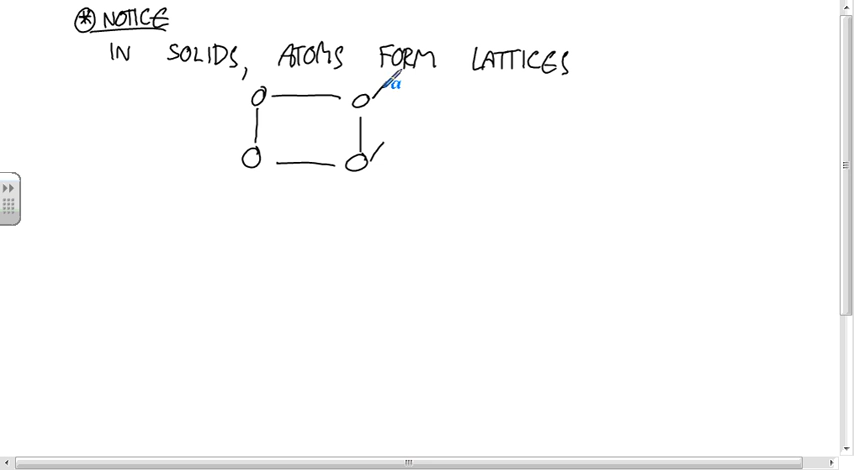 * NOTICE
IN SOLIDS, ATOMS FORM LATTICES